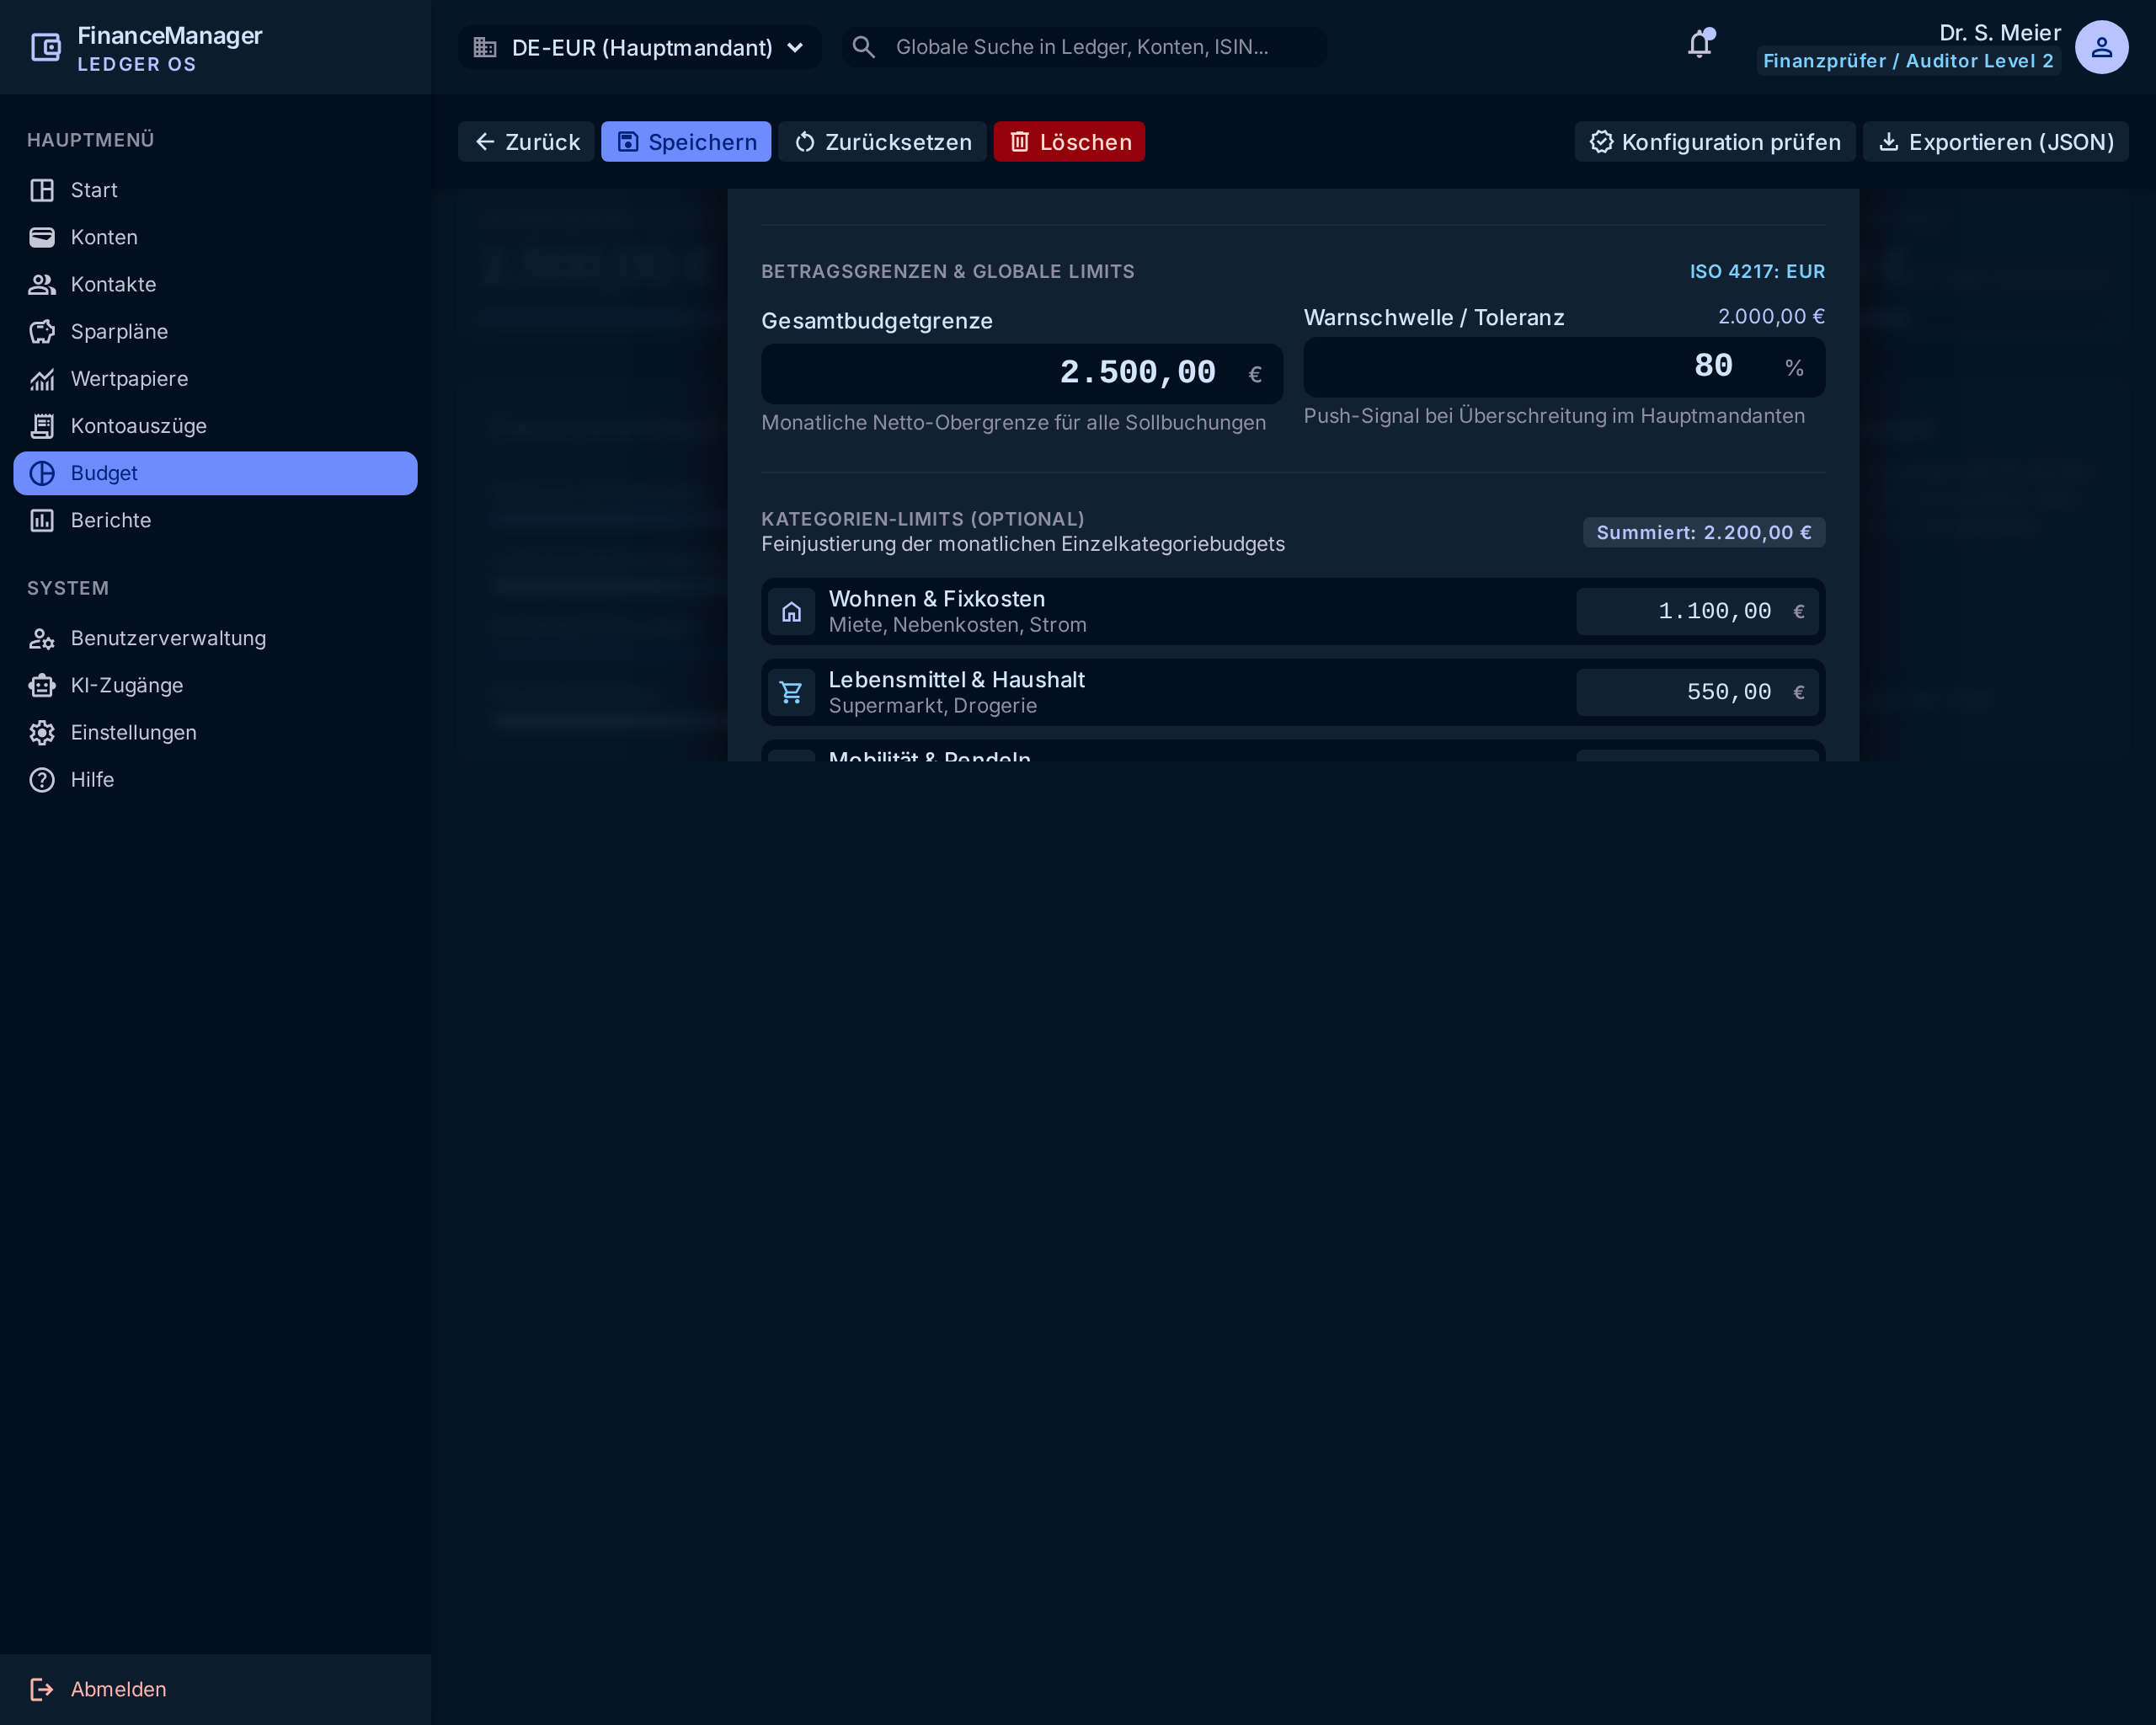 FinanceManager
LEDGER OS
DE-EUR (Hauptmandant)
Globale Suche in Ledger, Konten, ISIN...
Dr. S. Meier
Finanzprüfer / Auditor Level 2
HAUPTMENÜ
Start
Konten
Kontakte
Sparpläne
Wertpapiere
Kontoauszüge
Budget
Berichte
SYSTEM
Benutzerverwaltung
KI-Zugänge
Einstellungen
Hilfe
Abmelden
Zurück
Speichern
Zurücksetzen
Löschen
Konfiguration prüfen
Exportieren (JSON)
BETRAGSGRENZEN & GLOBALE LIMITS
ISO 4217: EUR
Gesamtbudgetgrenze
2.500,00 €
Monatliche Netto-Obergrenze für alle Sollbuchungen
Warnschwelle / Toleranz
2.000,00 €
80 %
Push-Signal bei Überschreitung im Hauptmandanten
KATEGORIEN-LIMITS (OPTIONAL)
Feinjustierung der monatlichen Einzelkategoriebudgets
Summiert: 2.200,00 €
Wohnen & Fixkosten
Miete, Nebenkosten, Strom
1.100,00 €
Lebensmittel & Haushalt
Supermarkt, Drogerie
550,00 €
Mobilität & Pendeln